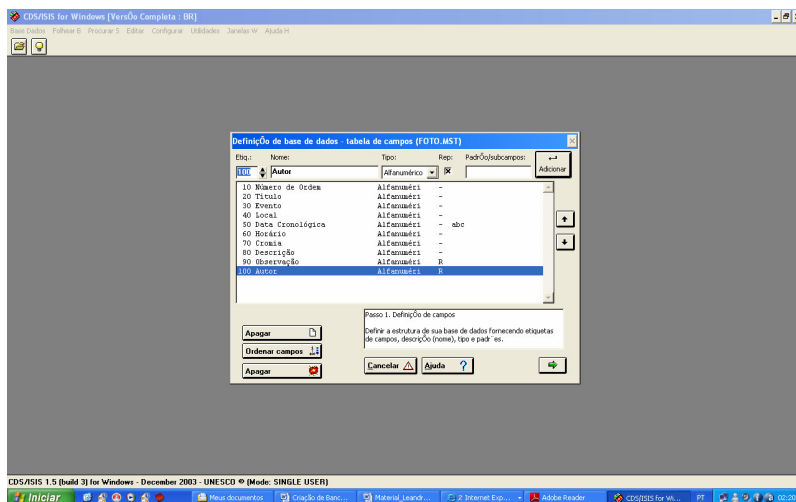 CDS/ISIS for Windows [VersÕo Completa : BR]
Base Dados Folhear B Procurar S Editar Configurar Utilidades Janelas W Ajuda H
DefiniçÕo de base de dados - tabela de campos (FOTO.MST)
Etiq.: Nome: Tipo: Rep: PadrÕo/subcampos:
100 Autor Alfanumérico Adicionar
10 Número de Ordem Alfanuméri -
20 Título Alfanuméri -
30 Evento Alfanuméri -
40 Local Alfanuméri -
50 Data Cronológica Alfanuméri - abc
60 Horário Alfanuméri -
70 Cromia Alfanuméri -
80 Descrição Alfanuméri -
90 Observação Alfanuméri R
100 Autor Alfanuméri R
Passo 1. DefiniçÕo de campos
Definir a estrutura de sua base de dados fornecendo etiquetas
de campos, descriçÕo (nome), tipo e padr¨es.
Apagar
Ordenar campos
Apagar
Cancelar Ajuda ?
CDS/ISIS 1.5 (build 3) for Windows - December 2003 - UNESCO © (Mode: SINGLE USER)
Iniciar Meus documentos Criação de Banc... Material_Leandr... 2 Internet Exp... Adobe Reader CDS/ISIS for Wi... PT 02:20